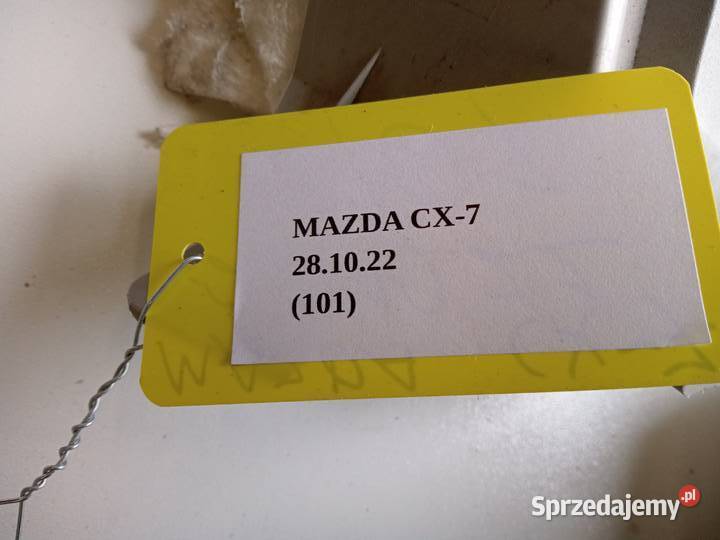 MAZDA CX-7
28.10.22
(101)
Sprzedajemy.pl